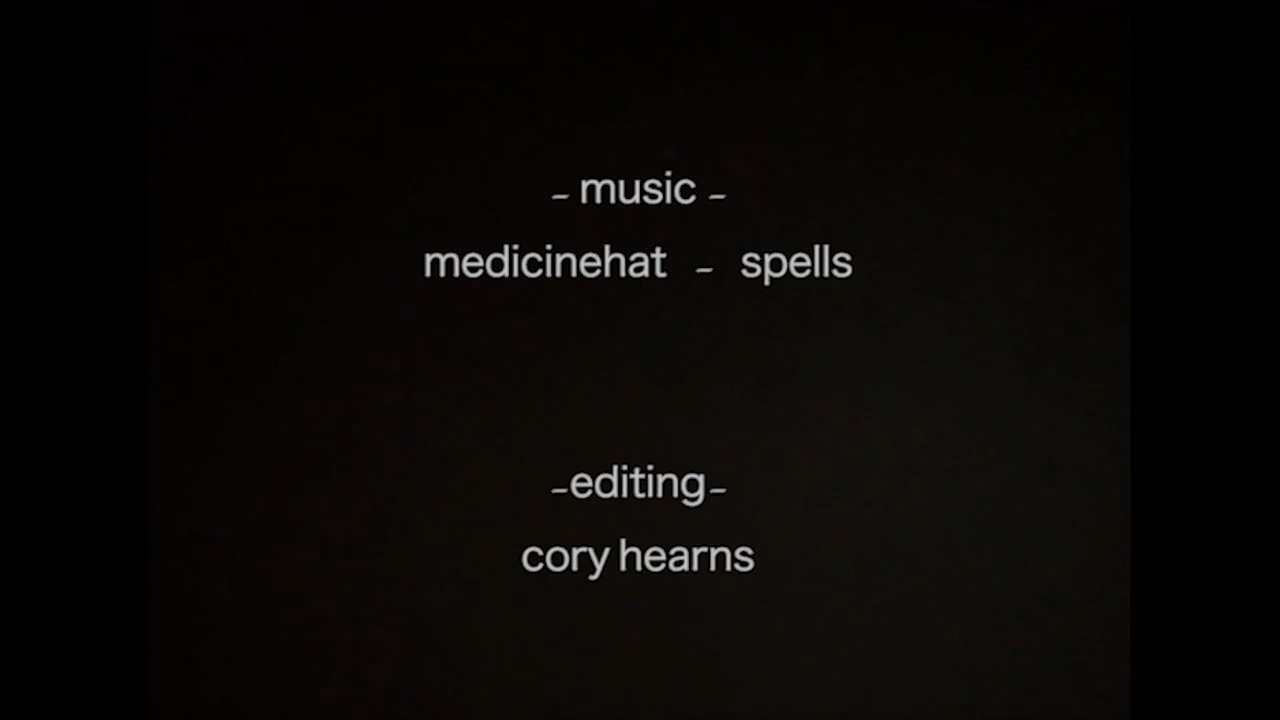 - music -
medicinehat - spells
-editing-
cory hearns